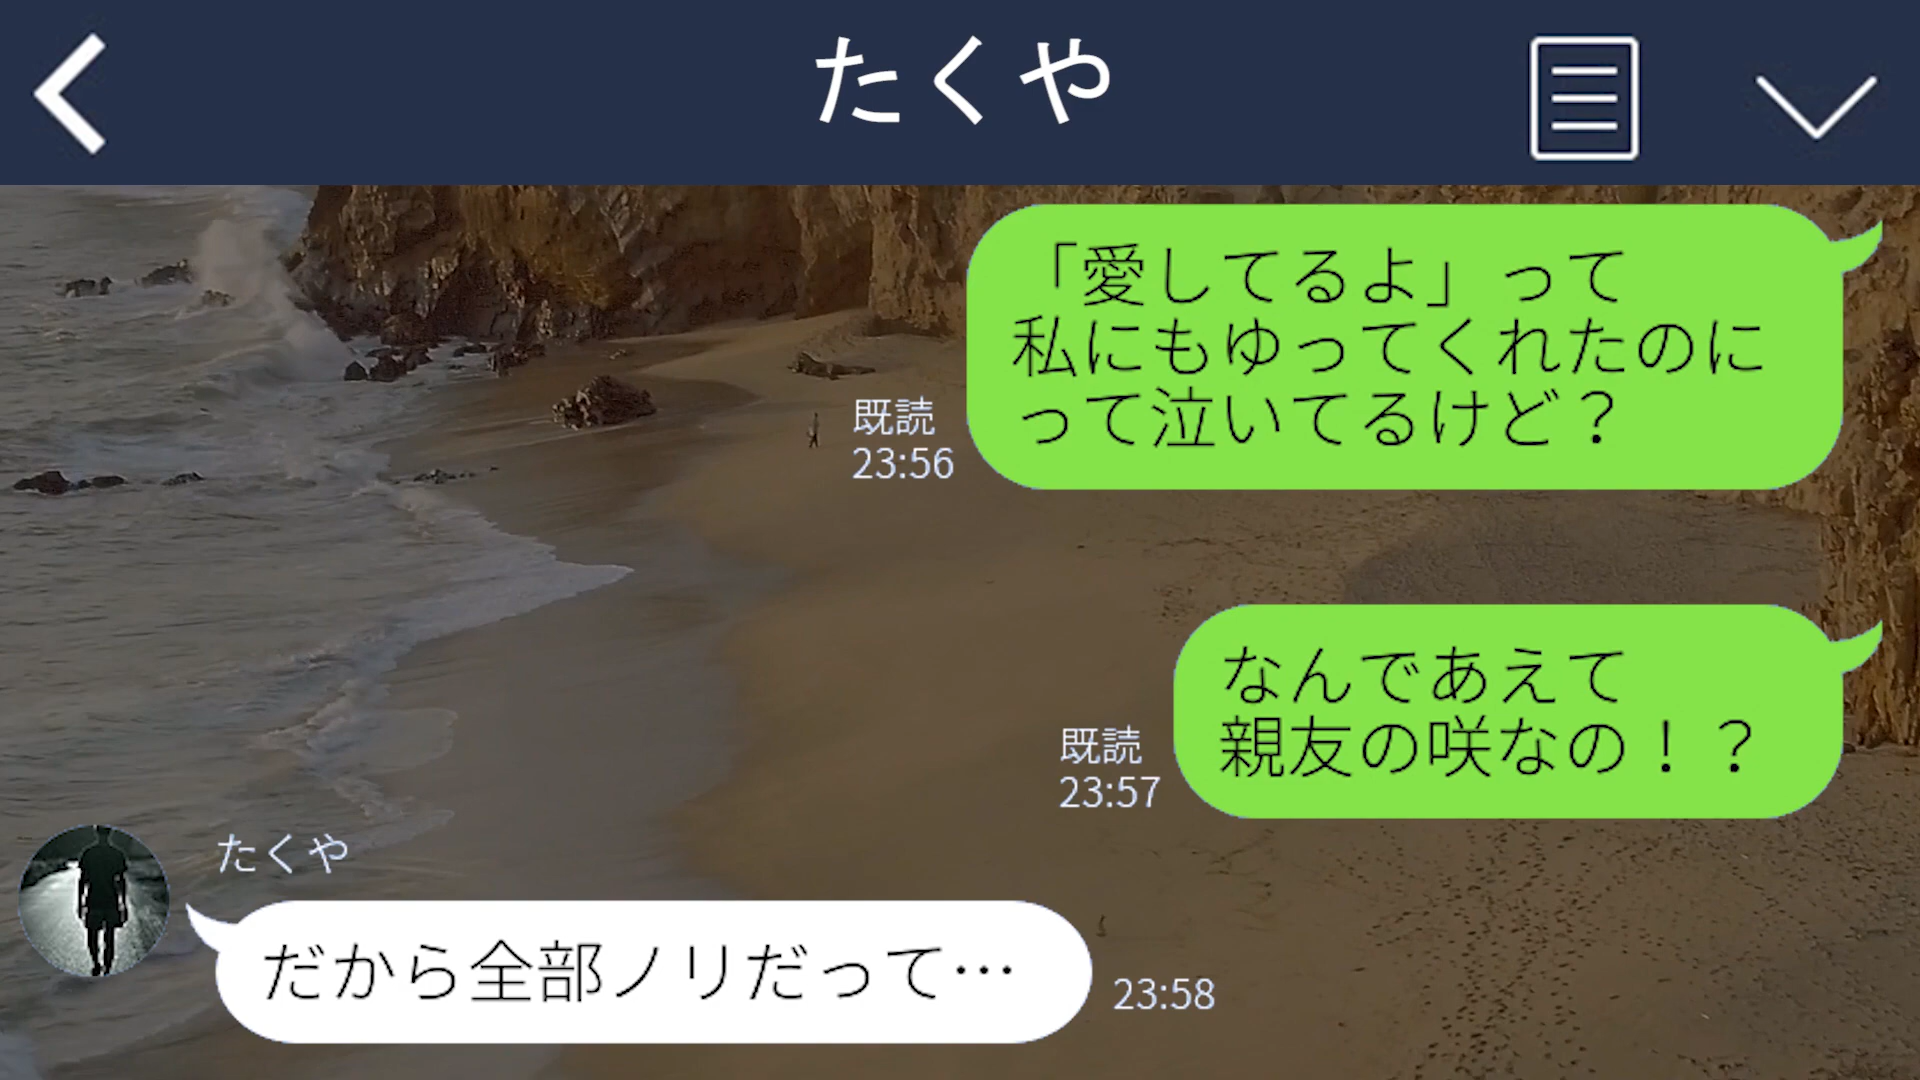 たくや
「愛してるよ」って
私にもゆってくれたのに
って泣いてるけど？
既読
23:56
なんであえて
親友の咲なの！？
既読
23:57
たくや
だから全部ノリだって…
23:58